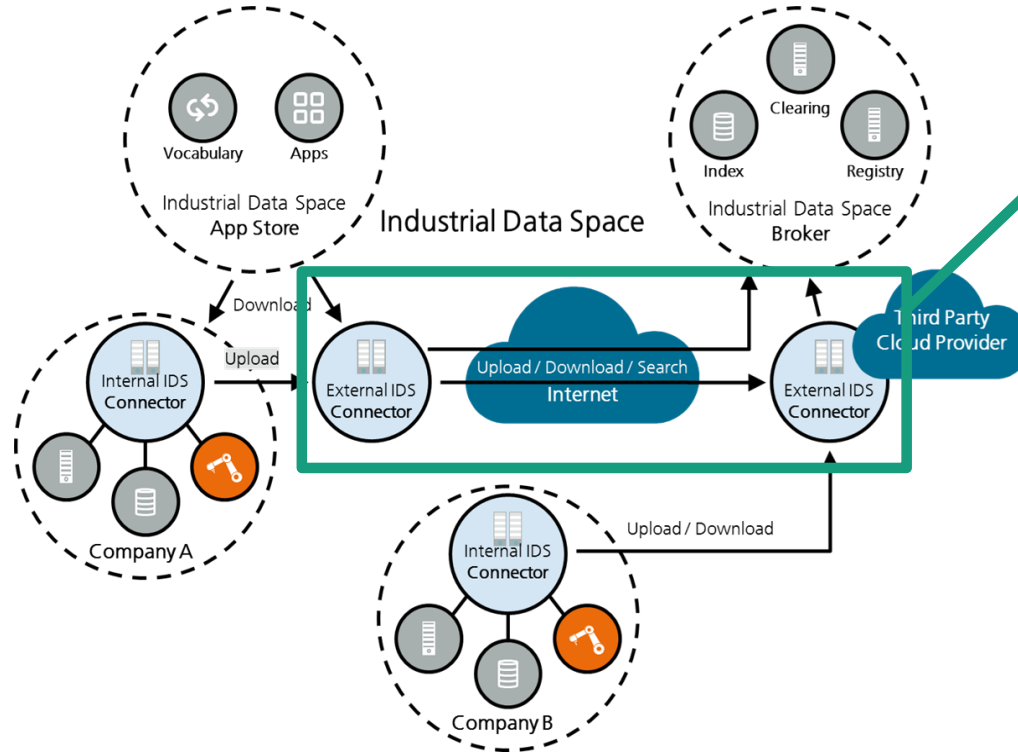 Vocabulary
Apps
Industrial Data Space
App Store
Clearing
Index
Registry
Industrial Data Space
Broker
Industrial Data Space
Download
Upload
Internal IDS
Connector
Company A
External IDS
Connector
Upload / Download / Search
Internet
Third Party
Cloud Provider
External IDS
Connector
Upload / Download
Internal IDS
Connector
Company B